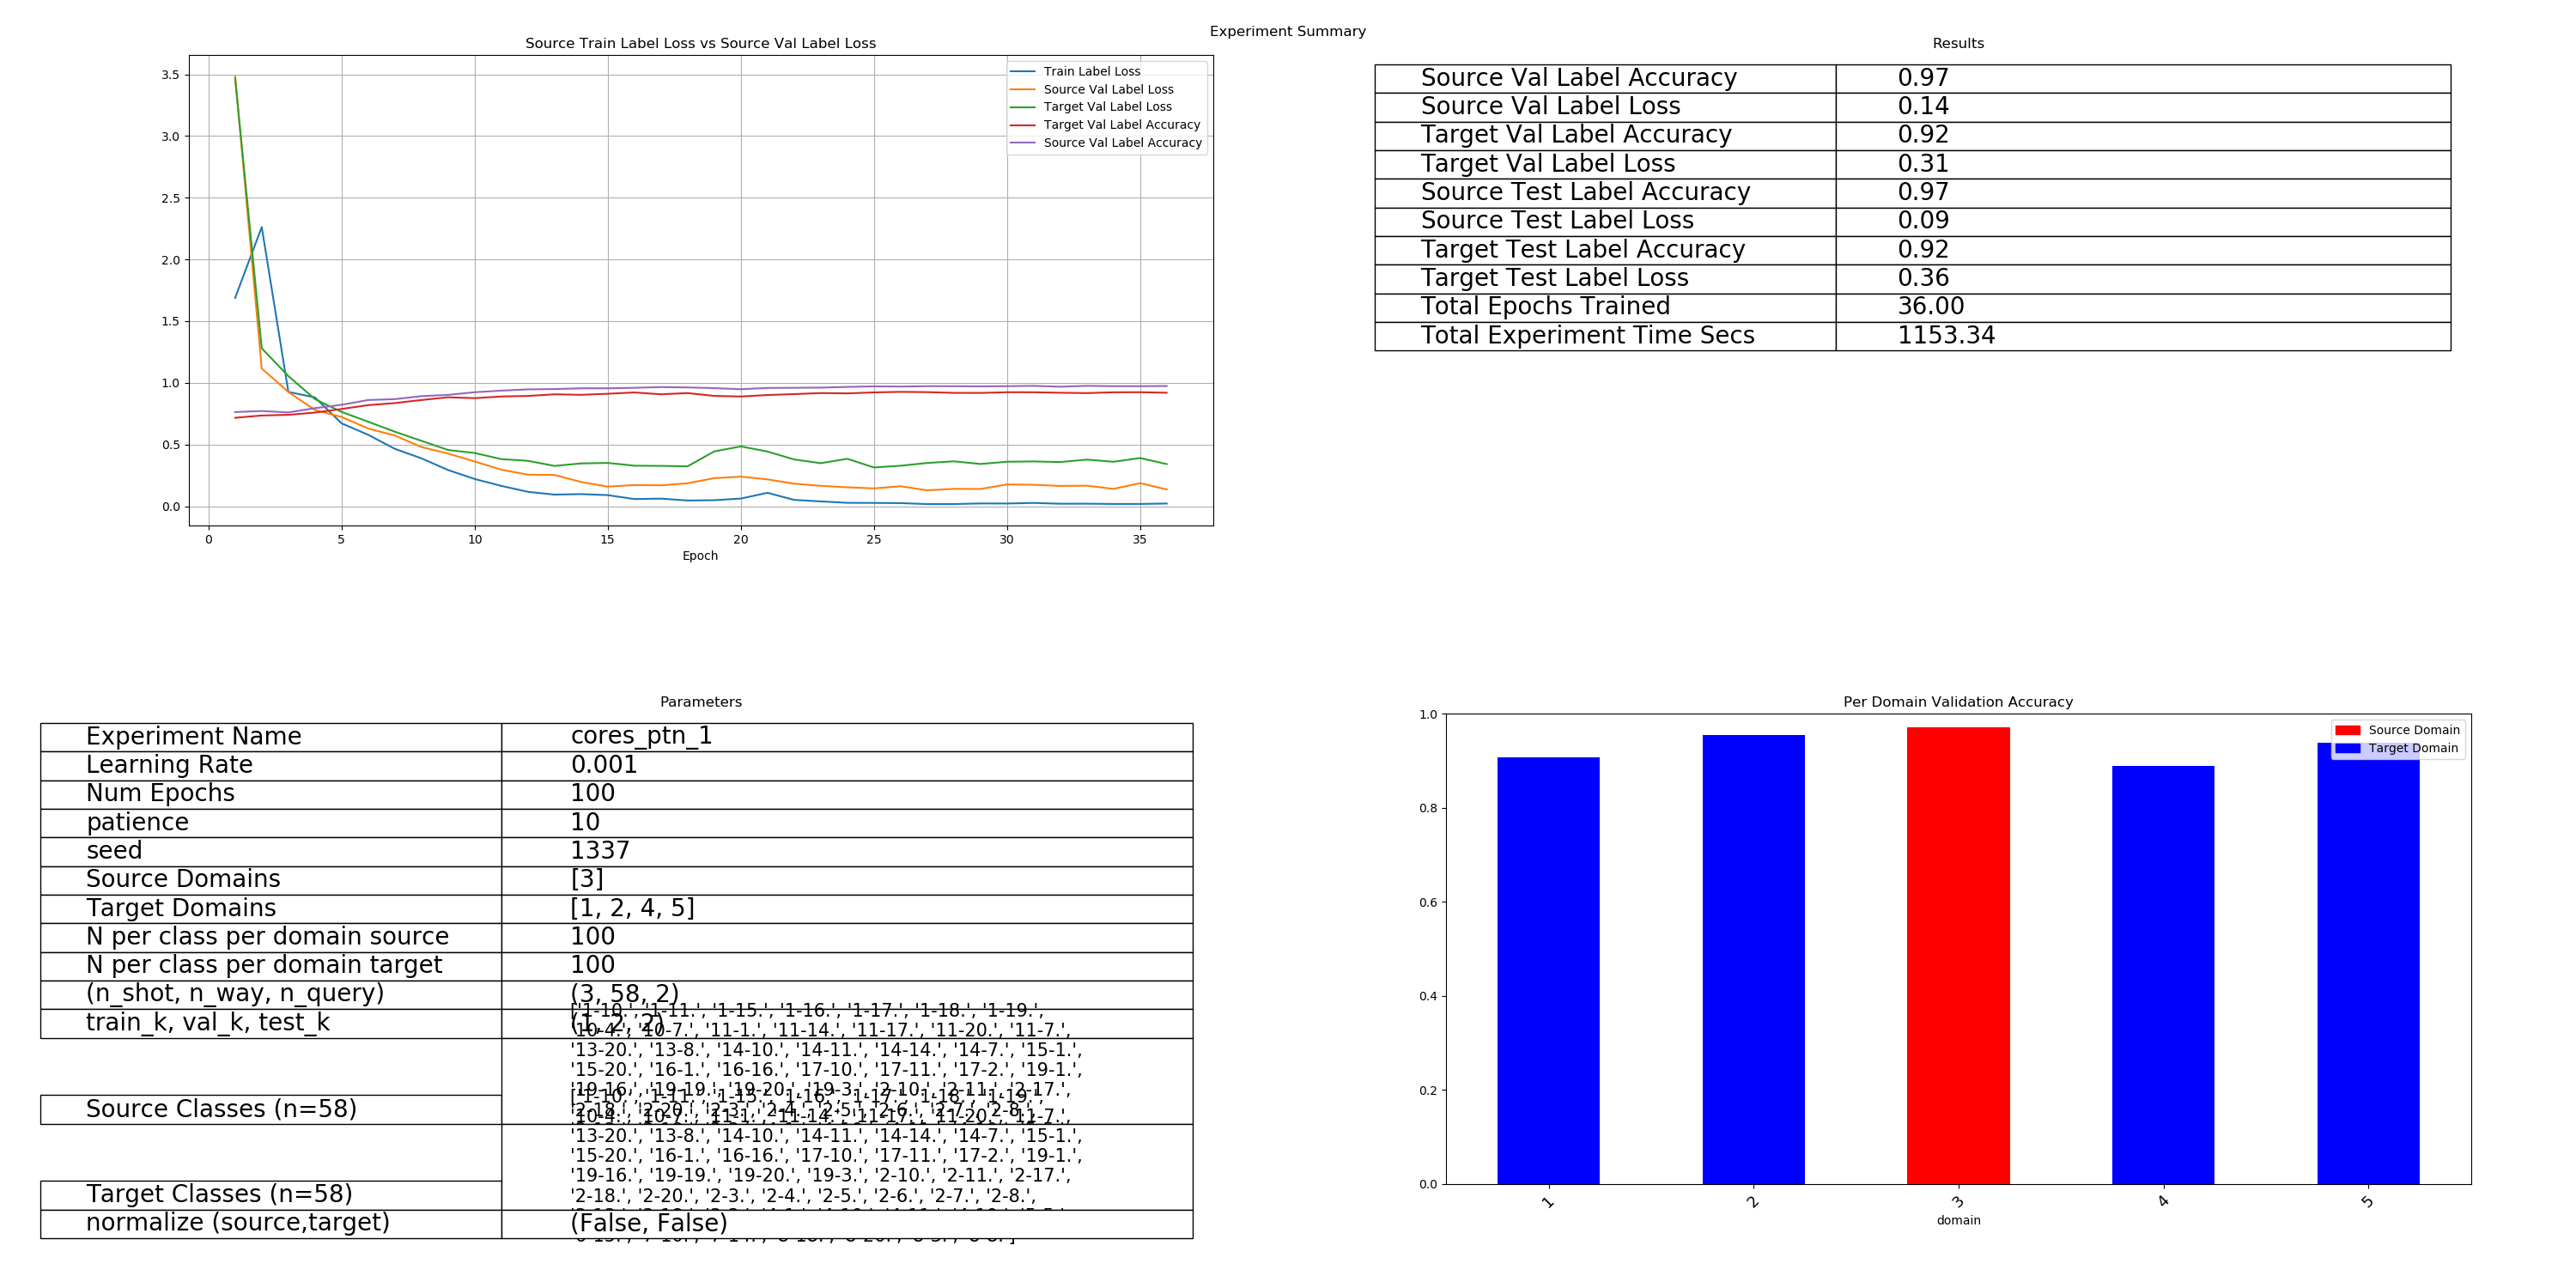 Experiment Summary
Source Train Label Loss vs Source Val Label Loss
3.5
3.0
2.5
2.0
1.5
1.0
0.5
0.0
0 5 10 15 20 25 30 35
Epoch
Train Label Loss
Source Val Label Loss
Target Val Label Loss
Target Val Label Accuracy
Source Val Label Accuracy
Results
Source Val Label Accuracy 0.97
Source Val Label Loss 0.14
Target Val Label Accuracy 0.92
Target Val Label Loss 0.31
Source Test Label Accuracy 0.97
Source Test Label Loss 0.09
Target Test Label Accuracy 0.92
Target Test Label Loss 0.36
Total Epochs Trained 36.00
Total Experiment Time Secs 1153.34
Parameters
Experiment Name cores_ptn_1
Learning Rate 0.001
Num Epochs 100
patience 10
seed 1337
Source Domains [3]
Target Domains [1, 2, 4, 5]
N per class per domain source 100
N per class per domain target 100
(n_shot, n_way, n_query) (3, 58, 2)
['1-10.', '1-11.', '1-15.', '1-16.', '1-17.', '1-18.', '1-19.',
train_k, val_k, test_k (1, 2, 2)
'10-4.', '10-7.', '11-1.', '11-14.', '11-17.', '11-20.', '11-7.',
'13-20.', '13-8.', '14-10.', '14-11.', '14-14.', '14-7.', '15-1.',
'15-20.', '16-1.', '16-16.', '17-10.', '17-11.', '17-2.', '19-1.',
'19-16.', '19-19.', '19-20.', '19-3.', '2-10.', '2-11.', '2-17.',
['1-10.', '1-11.', '1-15.', '1-16.', '1-17.', '1-18.', '1-19.',
Source Classes (n=58)
'2-18.', '2-20.', '2-3.', '2-4.', '2-5.', '2-6.', '2-7.', '2-8.',
'10-4.', '10-7.', '11-1.', '11-14.', '11-17.', '11-20.', '11-7.',
'13-20.', '13-8.', '14-10.', '14-11.', '14-14.', '14-7.', '15-1.',
'15-20.', '16-1.', '16-16.', '17-10.', '17-11.', '17-2.', '19-1.',
'19-16.', '19-19.', '19-20.', '19-3.', '2-10.', '2-11.', '2-17.',
Target Classes (n=58)
'2-18.', '2-20.', '2-3.', '2-4.', '2-5.', '2-6.', '2-7.', '2-8.',
normalize (source,target) (False, False)
Per Domain Validation Accuracy
1.0
0.8
0.6
0.4
0.2
0.0
1 2 3 4 5
domain
Source Domain
Target Domain